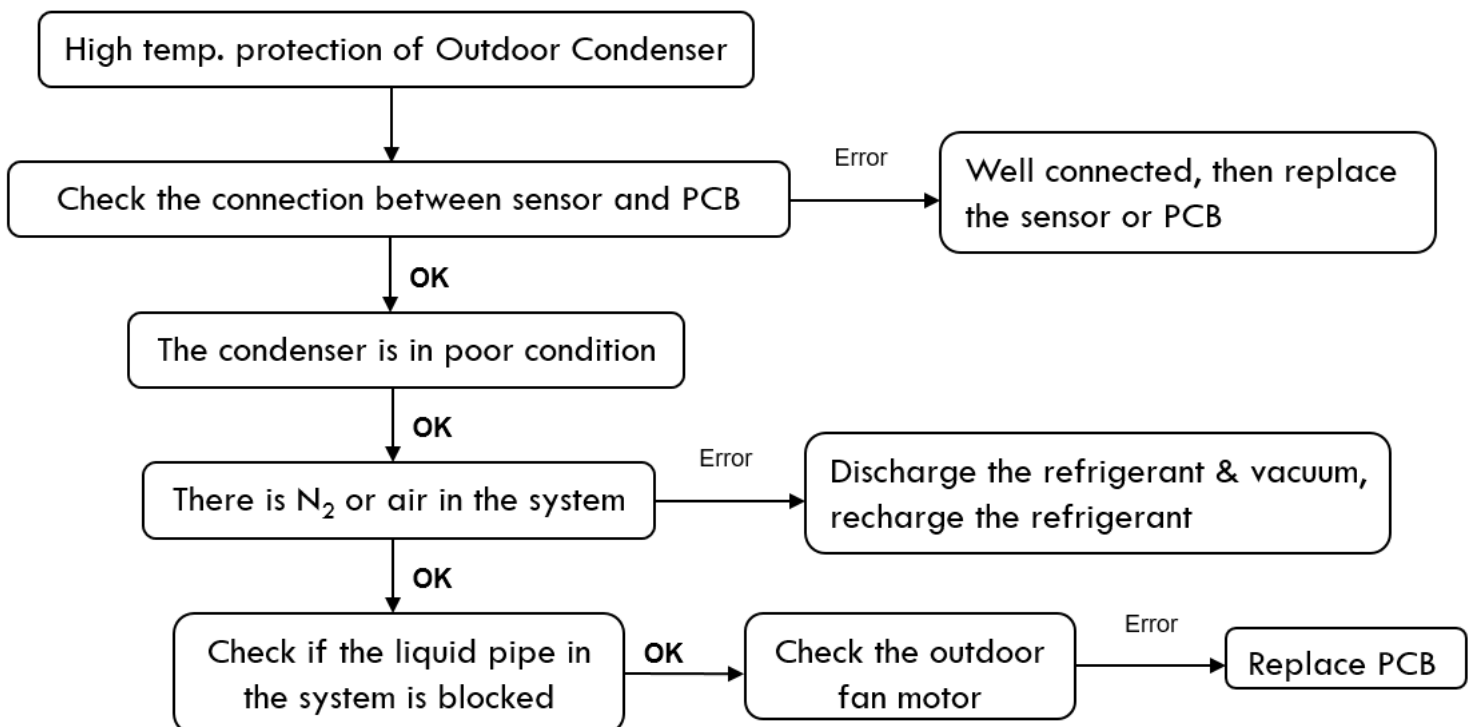 High temp. protection of Outdoor Condenser
Error
Check the connection between sensor and PCB
Well connected, then replace
the sensor or PCB
OK
The condenser is in poor condition
OK
Error
There is N₂ or air in the system
Discharge the refrigerant & vacuum,
recharge the refrigerant
OK
Check if the liquid pipe in
the system is blocked
OK
Check the outdoor
fan motor
Error
Replace PCB